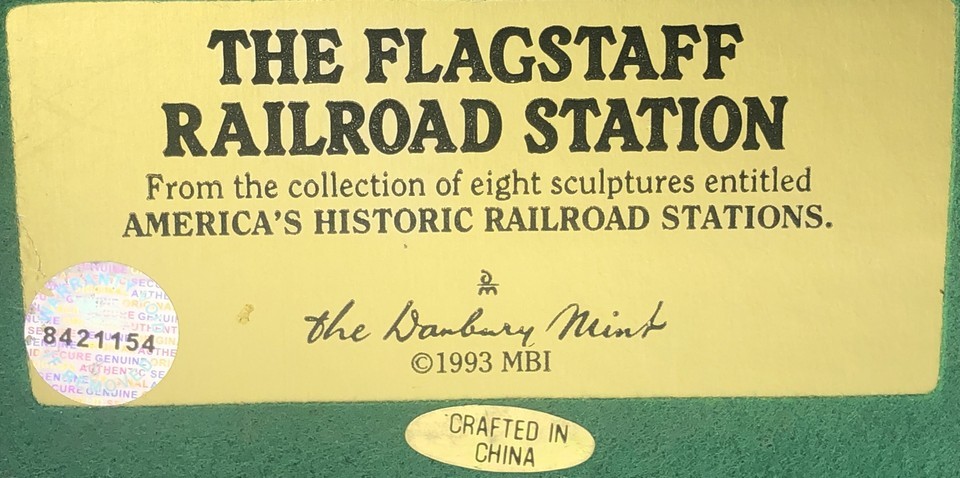 THE FLAGSTAFF
RAILROAD STATION
From the collection of eight sculptures entitled
AMERICA'S HISTORIC RAILROAD STATIONS.
the Danbury Mint
©1993 MBI
8421154
CRAFTED IN
CHINA